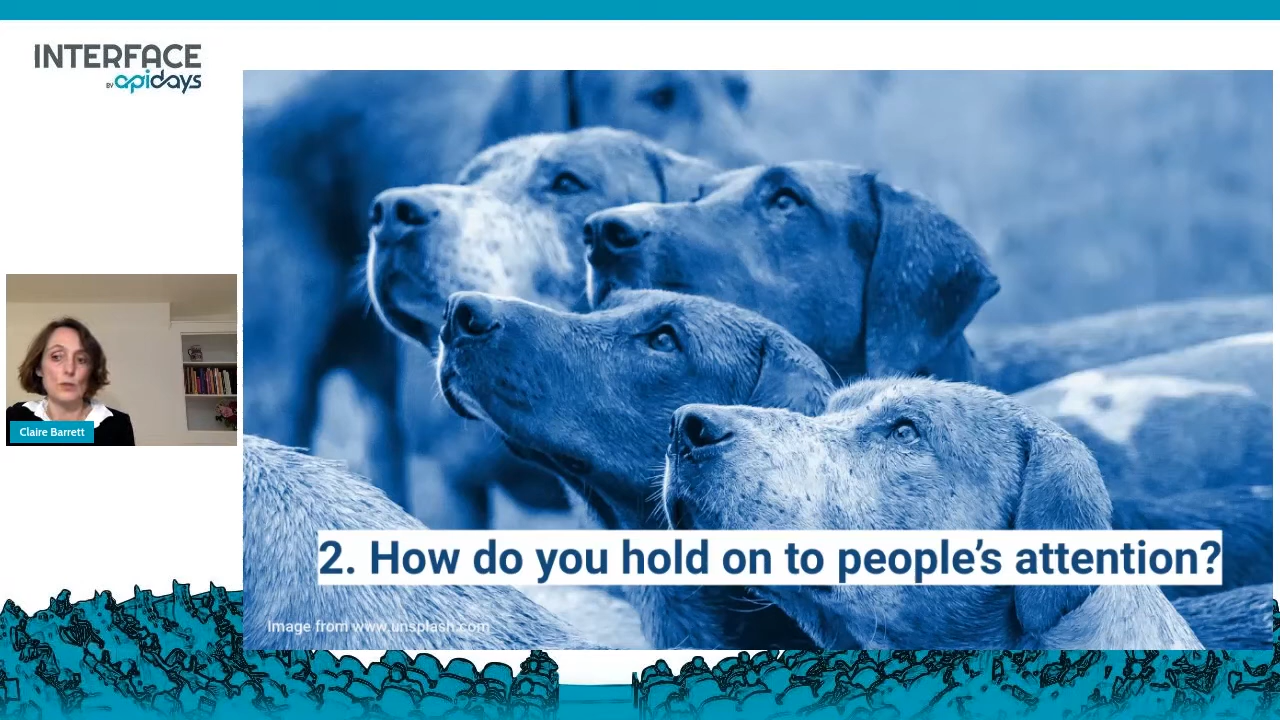 INTERFACE
BY apidays
Claire Barrett
2. How do you hold on to people's attention?
Image from www.unsplash.com